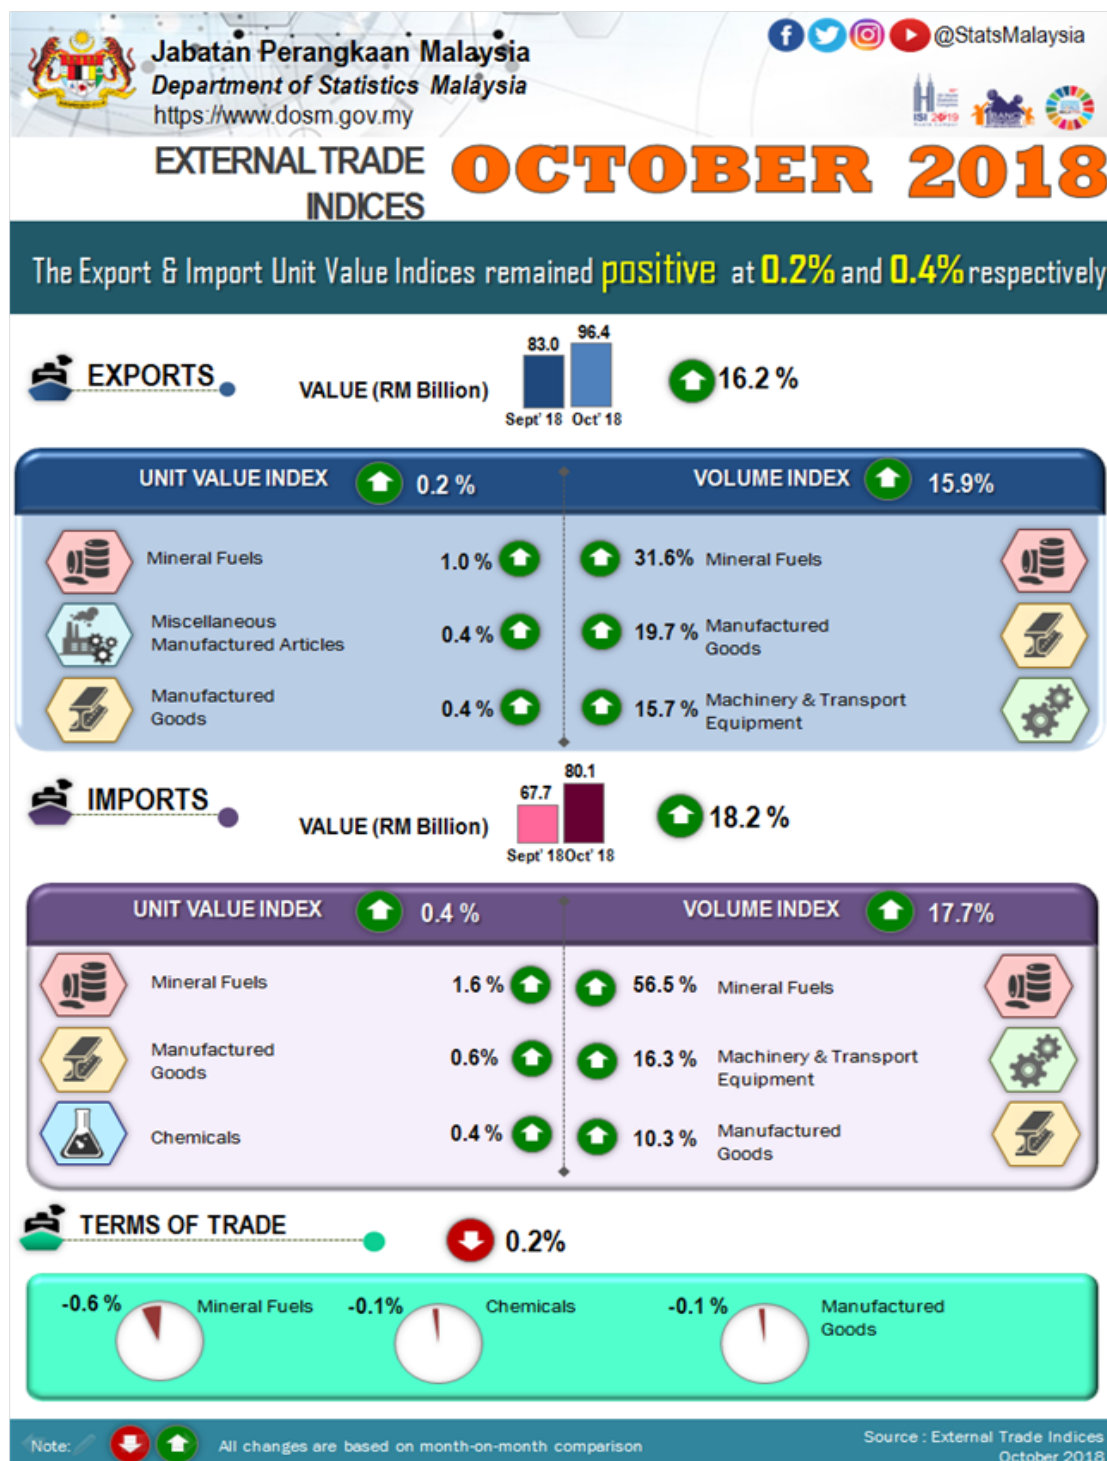 Jabatan Perangkaan Malaysia
Department of Statistics Malaysia
https://www.dosm.gov.my
@StatsMalaysia
ISI 2019
EXTERNAL TRADE
INDICES
OCTOBER 2018
The Export & Import Unit Value Indices remained positive at 0.2% and 0.4% respectively
EXPORTS
VALUE (RM Billion)
83.0
96.4
Sept' 18 Oct' 18
16.2 %
UNIT VALUE INDEX 0.2 %
VOLUME INDEX 15.9%
Mineral Fuels 1.0 %
31.6% Mineral Fuels
Miscellaneous
Manufactured Articles 0.4 %
19.7 % Manufactured
Goods
Manufactured
Goods 0.4 %
15.7 % Machinery & Transport
Equipment
IMPORTS
VALUE (RM Billion)
67.7
80.1
Sept' 18 Oct' 18
18.2 %
UNIT VALUE INDEX 0.4 %
VOLUME INDEX 17.7%
Mineral Fuels 1.6 %
56.5 % Mineral Fuels
Manufactured
Goods 0.6%
16.3 % Machinery & Transport
Equipment
Chemicals 0.4 %
10.3 % Manufactured
Goods
TERMS OF TRADE
0.2%
-0.6 % Mineral Fuels
-0.1% Chemicals
-0.1 % Manufactured
Goods
Note: All changes are based on month-on-month comparison
Source : External Trade Indices
October 2018